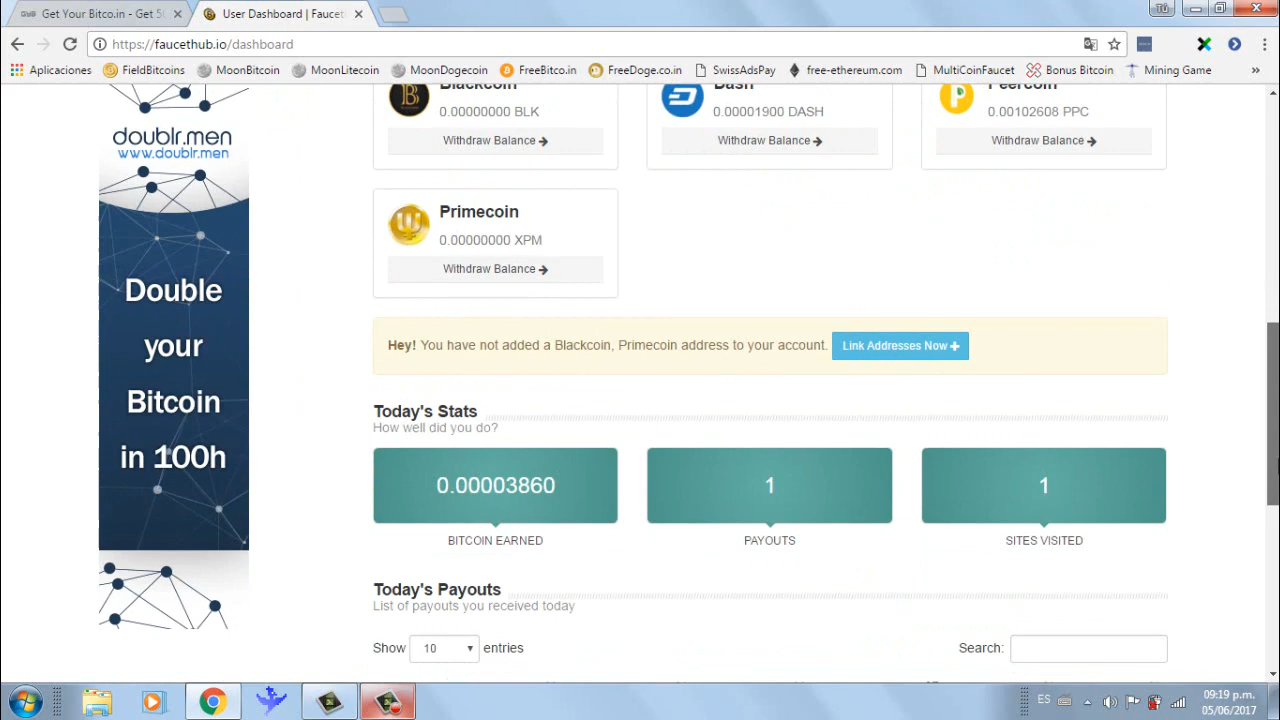 Get Your Bitco.in - Get 50
User Dashboard | Faucet
TÚ
https://faucethub.io/dashboard
Aplicaciones
FieldBitcoins
MoonBitcoin
MoonLitecoin
MoonDogecoin
FreeBitco.in
FreeDoge.co.in
SwissAdsPay
free-ethereum.com
MultiCoinFaucet
Bonus Bitcoin
Mining Game
»
doublr.men
www.doublr.men
Double
your
Bitcoin
in 100h
Blackcoin
0.00000000 BLK
Withdraw Balance
Dash
0.00001900 DASH
Withdraw Balance
Peercoin
0.00102608 PPC
Withdraw Balance
Primecoin
0.00000000 XPM
Withdraw Balance
Hey! You have not added a Blackcoin, Primecoin address to your account. Link Addresses Now
Today's Stats
How well did you do?
0.00003860
BITCOIN EARNED
1
PAYOUTS
1
SITES VISITED
Today's Payouts
List of payouts you received today
Show 10 entries
Search:
ES
09:19 p.m.
05/06/2017